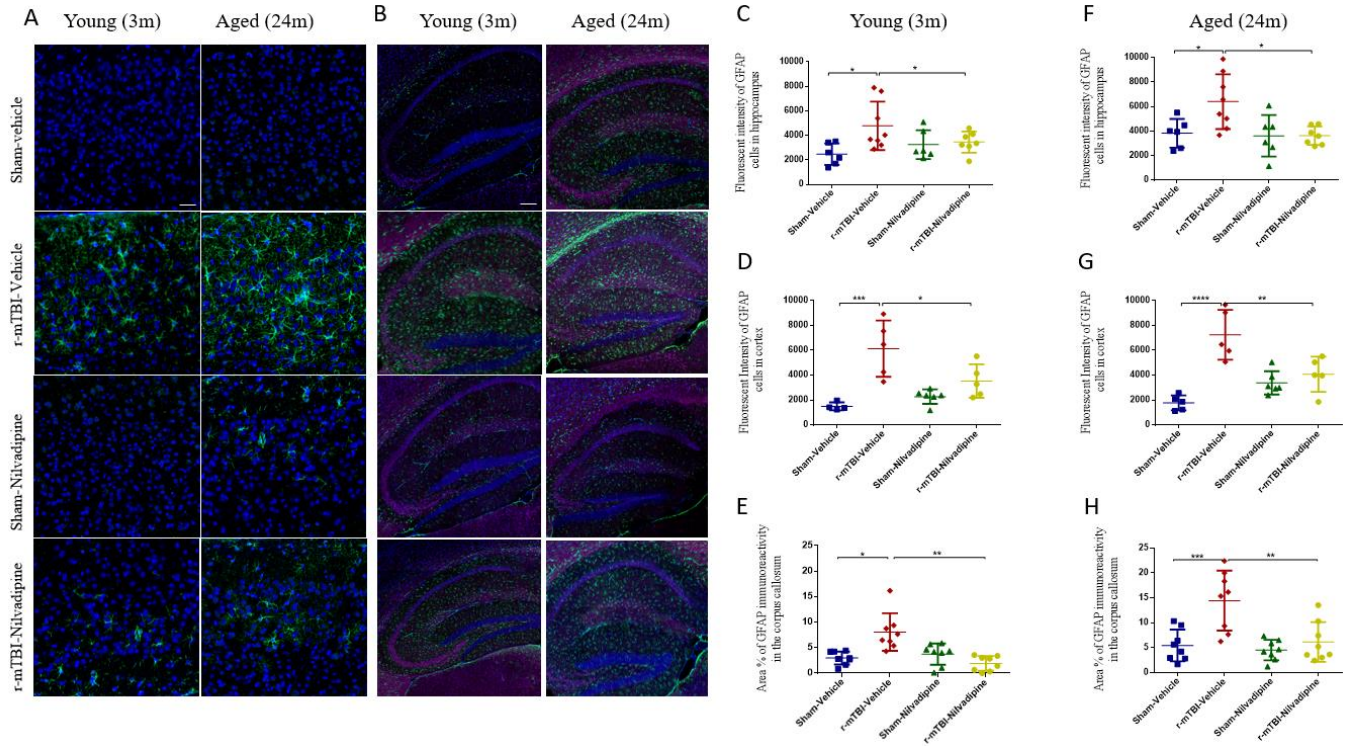 A
Young (3m)
Aged (24m)
B
Young (3m)
Aged (24m)
Sham-vehicle
r-mTBI-Vehicle
Sham-Nilvadipine
r-mTBI-Nilvadipine
C
Young (3m)
Fluorescent intensity of GFAP
cells in hippocampus
10000
8000
6000
4000
2000
0
*
*
Sham-Vehicle
r-mTBI-Vehicle
Sham-Nilvadipine
r-mTBI-Nilvadipine
D
Fluorescent Intensity of GFAP
cells in cortex
10000
8000
6000
4000
2000
0
***
*
Sham-Vehicle
r-mTBI-Vehicle
Sham-Nilvadipine
r-mTBI-Nilvadipine
E
Area % of GFAP immunoreactivity
in the corpus callosum
25
20
15
10
5
0
*
**
Sham-Vehicle
r-mTBI-Vehicle
Sham-Nilvadipine
r-mTBI-Nilvadipine
F
Aged (24m)
Fluorescent intensity of GFAP
cells in hippocampus
10000
8000
6000
4000
2000
0
*
*
Sham-Vehicle
r-mTBI-Vehicle
Sham-Nilvadipine
r-mTBI-Nilvadipine
G
Fluorescent Intensity of GFAP
cells in cortex
10000
8000
6000
4000
2000
0
****
**
Sham-Vehicle
r-mTBI-Vehicle
Sham-Nilvadipine
r-mTBI-Nilvadipine
H
Area % of GFAP immunoreactivity
in the corpus callosum
25
20
15
10
5
0
***
**
Sham-Vehicle
r-mTBI-Vehicle
Sham-Nilvadipine
r-mTBI-Nilvadipine